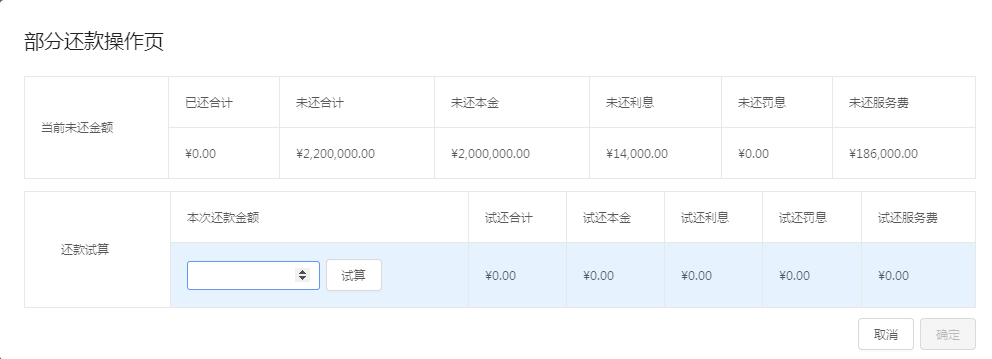 部分还款操作页
已还合计 未还合计 未还本金 未还利息 未还罚息 未还服务费
当前未还金额
¥0.00 ¥2,200,000.00 ¥2,000,000.00 ¥14,000.00 ¥0.00 ¥186,000.00
本次还款金额 试还合计 试还本金 试还利息 试还罚息 试还服务费
还款试算
试算 ¥0.00 ¥0.00 ¥0.00 ¥0.00 ¥0.00
取消 确定